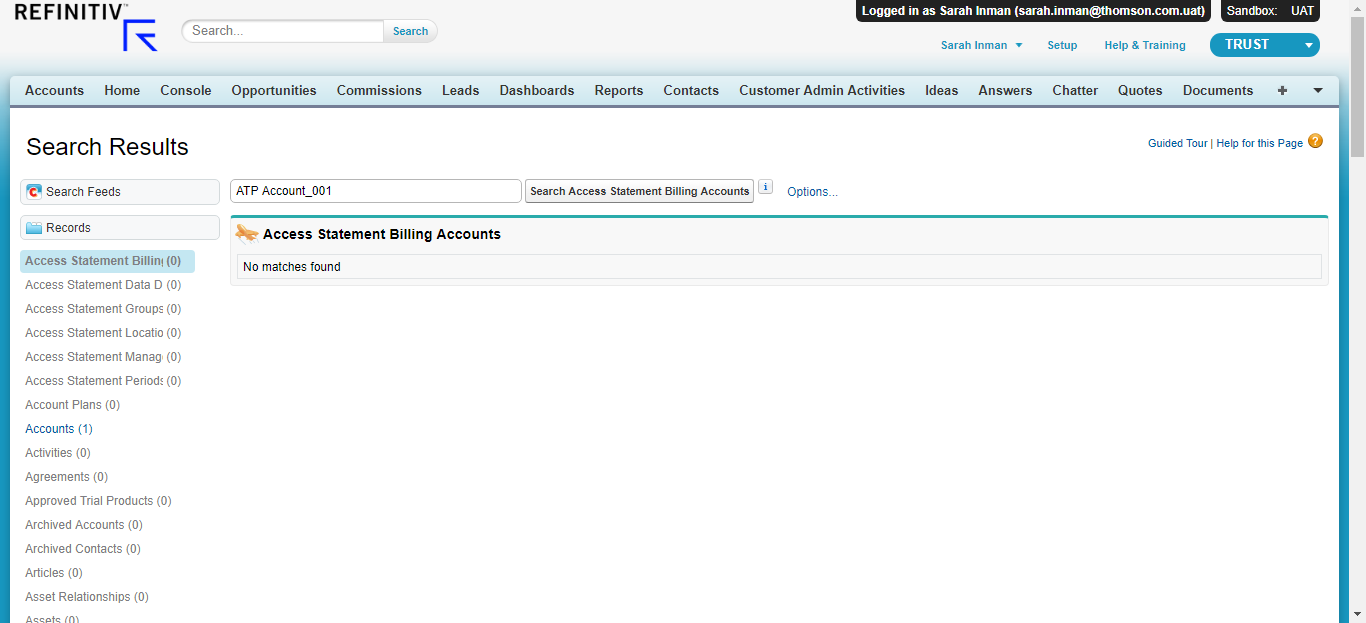 REFINITIV
Logged in as Sarah Inman (sarah.inman@thomson.com.uat)
Sandbox: UAT
Search...
Search
Sarah Inman
Setup
Help & Training
TRUST
Accounts Home Console Opportunities Commissions Leads Dashboards Reports Contacts Customer Admin Activities Ideas Answers Chatter Quotes Documents +
Search Results
Guided Tour | Help for this Page ?
Search Feeds
ATP Account_001
Search Access Statement Billing Accounts
i
Options...
Records
Access Statement Billing Accounts
No matches found
Access Statement Billin (0)
Access Statement Data D (0)
Access Statement Groups (0)
Access Statement Locatio (0)
Access Statement Manag (0)
Access Statement Periods (0)
Account Plans (0)
Accounts (1)
Activities (0)
Agreements (0)
Approved Trial Products (0)
Archived Accounts (0)
Archived Contacts (0)
Articles (0)
Asset Relationships (0)
Assets (0)